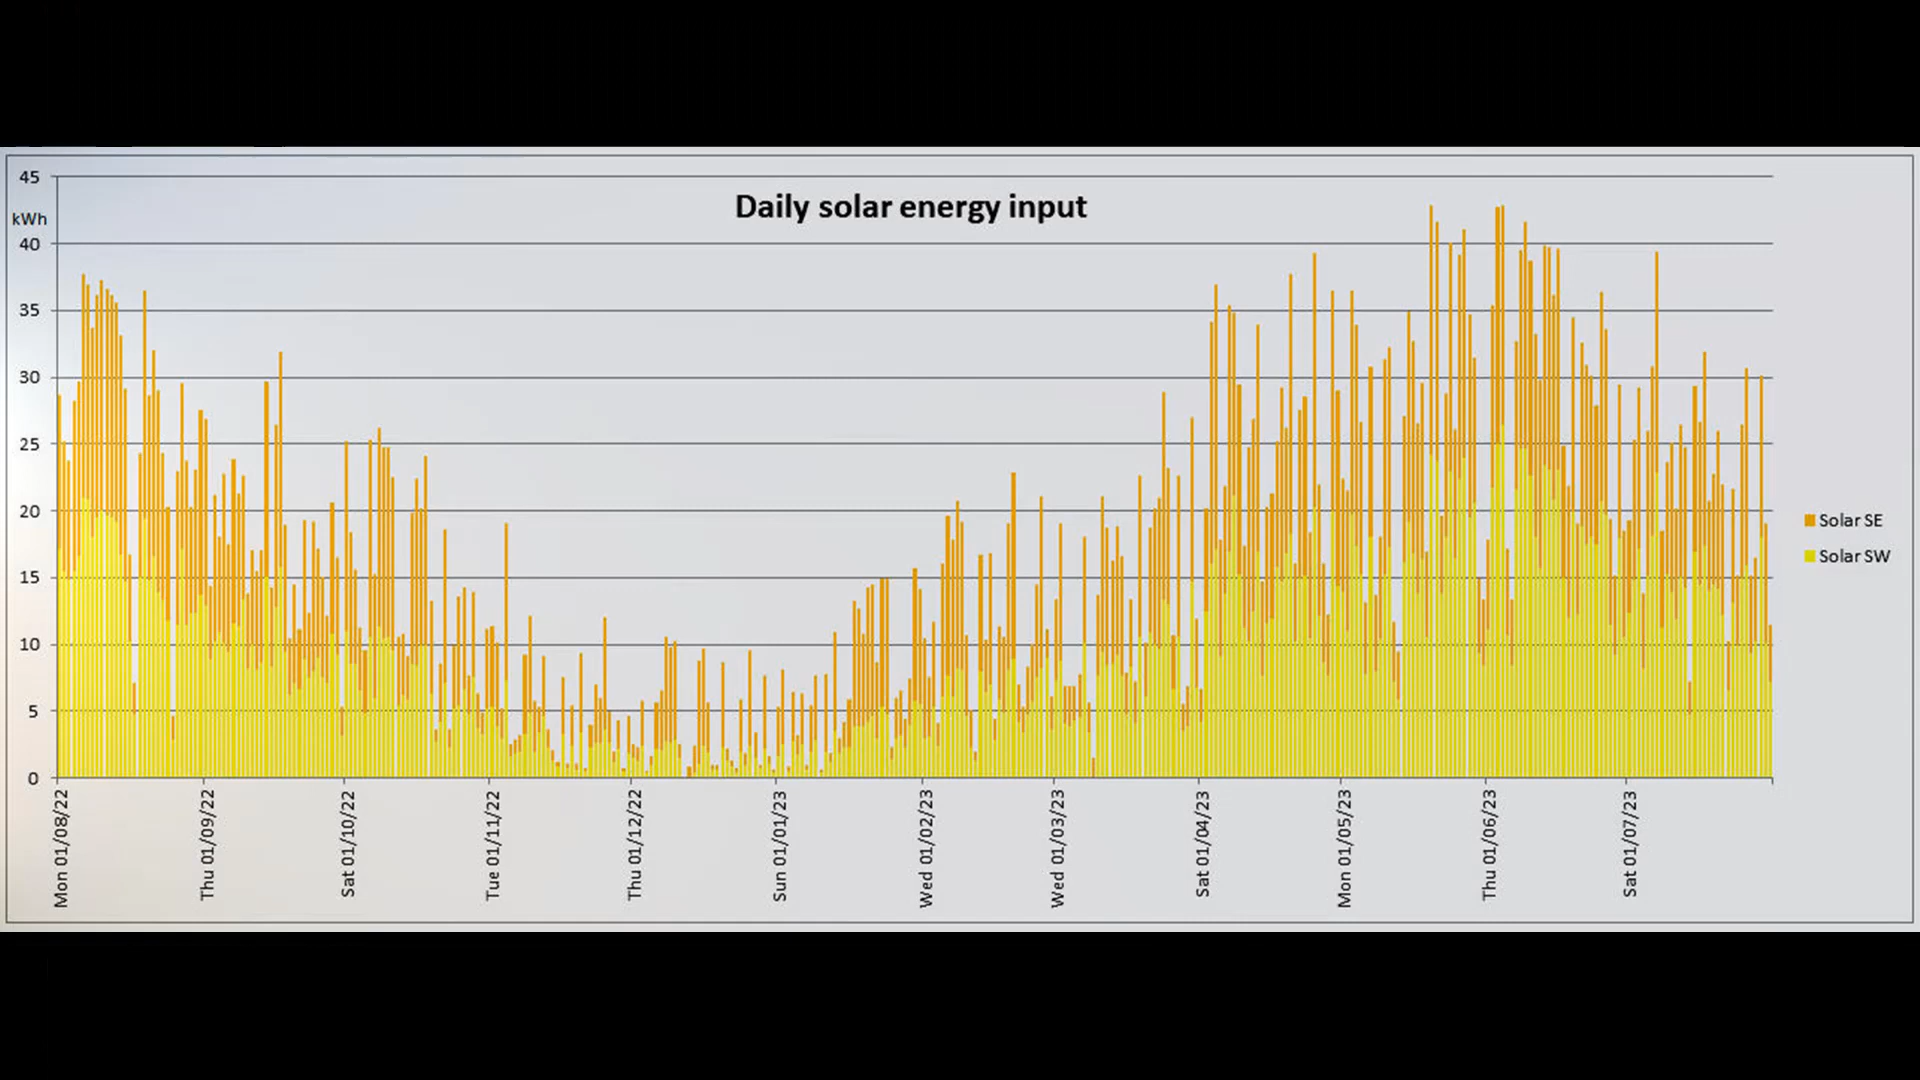 Daily solar energy input
kWh
45
40
35
30
25
20
15
10
5
0
Mon 01/08/22
Thu 01/09/22
Sat 01/10/22
Tue 01/11/22
Thu 01/12/22
Sun 01/01/23
Wed 01/02/23
Wed 01/03/23
Sat 01/04/23
Mon 01/05/23
Thu 01/06/23
Sat 01/07/23
Solar SE
Solar SW